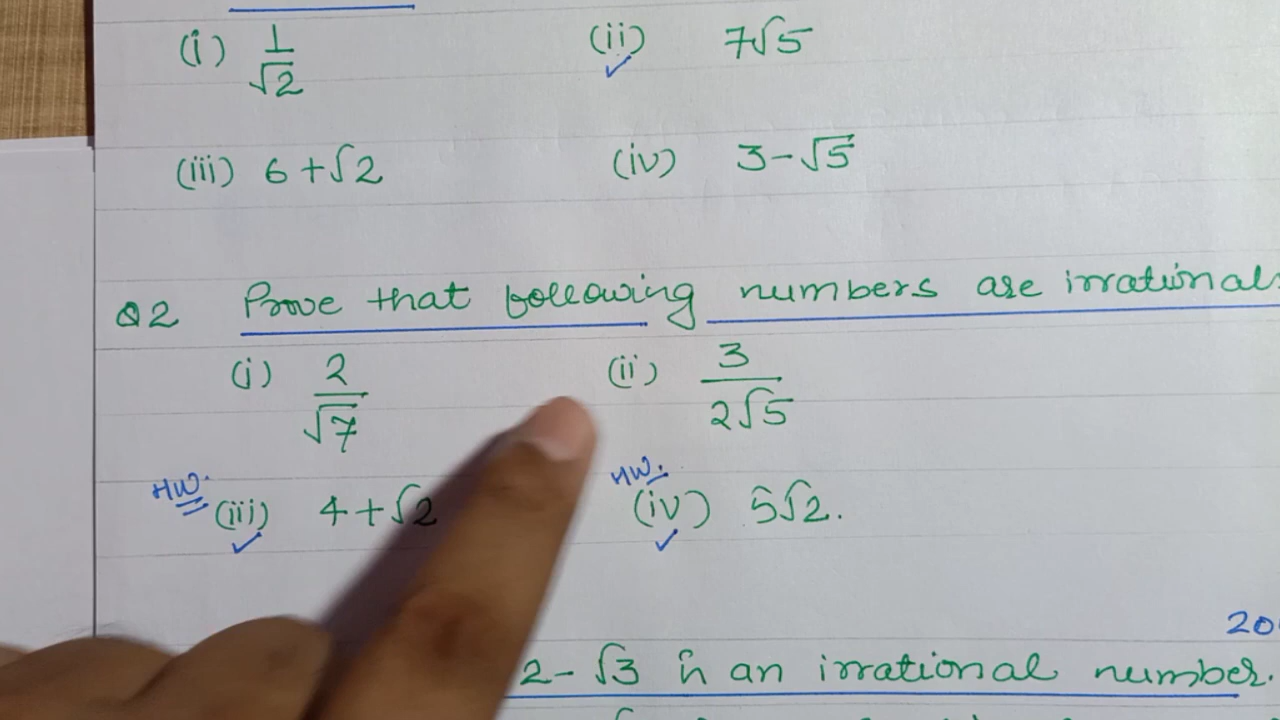 (i) 1/√2 (ii) 7√5
(iii) 6+√2 (iv) 3-√5
Q2 Prove that following numbers are irrational.
(i) 2/√7 (ii) 3/2√5
HW. HW.
(iii) 4+√2 (iv) 5√2.
20
2-√3 is an irrational number.